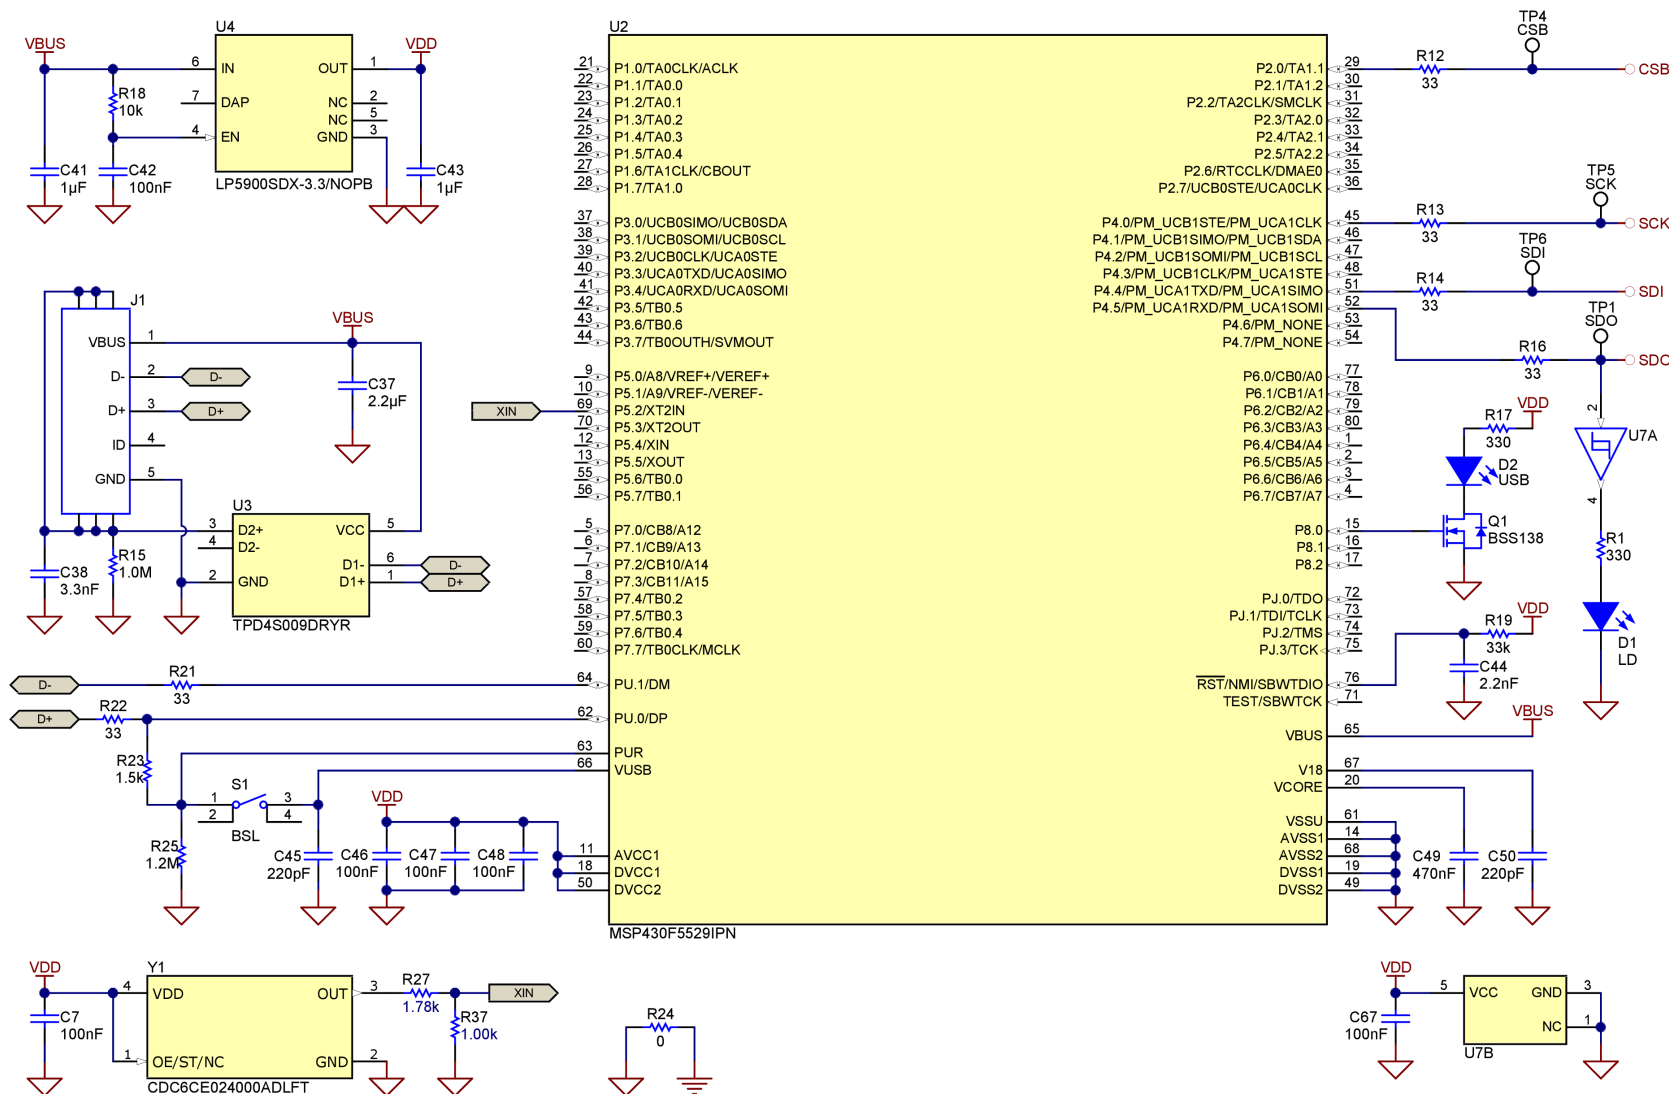 U4
VBUS
VDD
6 IN
OUT 1
R18
10k
7 DAP
NC 2
NC 5
4 EN
GND 3
C41
1µF
C42
100nF
C43
1µF
LP5900SDX-3.3/NOPB
J1
VBUS 1
D- 2
D-
D+ 3
D+
ID 4
GND 5
VBUS
C37
2.2µF
U3
3 D2+
VCC 5
4 D2-
D1- 6
D-
2 GND
D1+ 1
D+
TPD4S009DRYR
C38
3.3nF
R15
1.0M
D-
R21
33
D+
R22
33
R23
1.5k
S1
1
3
2
4
BSL
R25
1.2M
C45
220pF
VDD
C46
100nF
C47
100nF
C48
100nF
XIN
U2
21 P1.0/TA0CLK/ACLK
22 P1.1/TA0.0
23 P1.2/TA0.1
24 P1.3/TA0.2
25 P1.4/TA0.3
26 P1.5/TA0.4
27 P1.6/TA1CLK/CBOUT
28 P1.7/TA1.0
37 P3.0/UCB0SIMO/UCB0SDA
38 P3.1/UCB0SOMI/UCB0SCL
39 P3.2/UCB0CLK/UCA0STE
40 P3.3/UCA0TXD/UCA0SIMO
41 P3.4/UCA0RXD/UCA0SOMI
42 P3.5/TB0.5
43 P3.6/TB0.6
44 P3.7/TB0OUTH/SVMOUT
9 P5.0/A8/VREF+/VEREF+
10 P5.1/A9/VREF-/VEREF-
69 P5.2/XT2IN
70 P5.3/XT2OUT
12 P5.4/XIN
13 P5.5/XOUT
55 P5.6/TB0.0
56 P5.7/TB0.1
5 P7.0/CB8/A12
6 P7.1/CB9/A13
7 P7.2/CB10/A14
8 P7.3/CB11/A15
57 P7.4/TB0.2
58 P7.5/TB0.3
59 P7.6/TB0.4
60 P7.7/TB0CLK/MCLK
64 PU.1/DM
62 PU.0/DP
63 PUR
66 VUSB
11 AVCC1
18 DVCC1
50 DVCC2
P2.0/TA1.1 29
P2.1/TA1.2 30
P2.2/TA2CLK/SMCLK 31
P2.3/TA2.0 32
P2.4/TA2.1 33
P2.5/TA2.2 34
P2.6/RTCCLK/DMAE0 35
P2.7/UCB0STE/UCA0CLK 36
P4.0/PM_UCB1STE/PM_UCA1CLK 45
P4.1/PM_UCB1SIMO/PM_UCB1SDA 46
P4.2/PM_UCB1SOMI/PM_UCB1SCL 47
P4.3/PM_UCB1CLK/PM_UCA1STE 48
P4.4/PM_UCA1TXD/PM_UCA1SIMO 51
P4.5/PM_UCA1RXD/PM_UCA1SOMI 52
P4.6/PM_NONE 53
P4.7/PM_NONE 54
P6.0/CB0/A0 77
P6.1/CB1/A1 78
P6.2/CB2/A2 79
P6.3/CB3/A3 80
P6.4/CB4/A4 1
P6.5/CB5/A5 2
P6.6/CB6/A6 3
P6.7/CB7/A7 4
P8.0 15
P8.1 16
P8.2 17
PJ.0/TDO 72
PJ.1/TDI/TCLK 73
PJ.2/TMS 74
PJ.3/TCK 75
RST/NMI/SBWTDIO 76
TEST/SBWTCK 71
VBUS 65
V18 67
VCORE 20
VSSU 61
AVSS1 14
AVSS2 68
DVSS1 19
DVSS2 49
MSP430F5529IPN
TP4
CSB
R12
33
CSB
TP5
SCK
R13
33
SCK
TP6
SDI
R14
33
SDI
TP1
SDO
R16
33
SDO
2
U7A
4
R1
330
D1
LD
VDD
R17
330
D2
USB
Q1
BSS138
VDD
R19
33k
C44
2.2nF
VBUS
C49
470nF
C50
220pF
VDD
Y1
4 VDD
OUT 3
R27
1.78k
XIN
C7
100nF
R37
1.00k
1 OE/ST/NC
GND 2
CDC6CE024000ADLFT
R24
0
VDD
5 VCC
GND 3
C67
100nF
NC 1
U7B